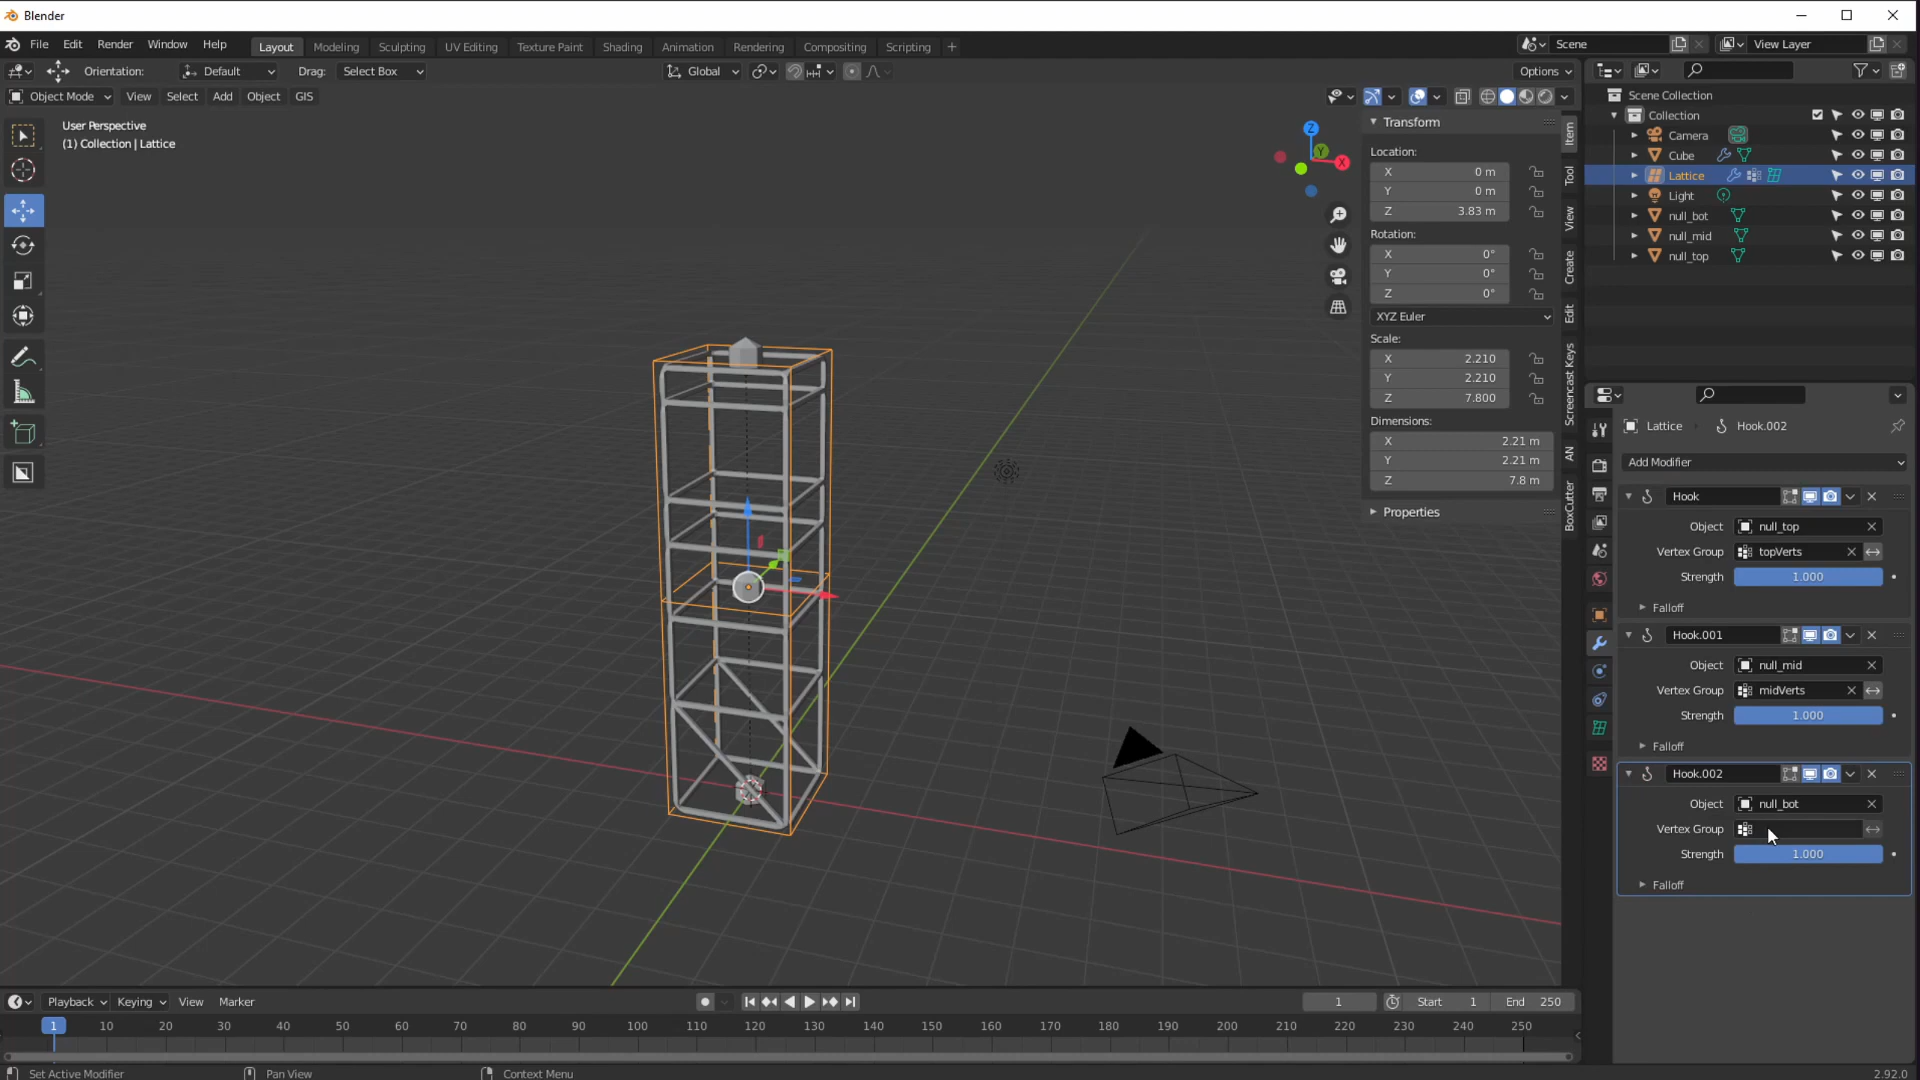 Blender
File Edit Render Window Help Layout Modeling Sculpting UV Editing Texture Paint Shading Animation Rendering Compositing Scripting + Scene View Layer
Orientation: Default Drag: Select Box Global Options
Object Mode View Select Add Object GIS
User Perspective
(1) Collection | Lattice
Z
Y
X
Transform
Location:
X 0 m
Y 0 m
Z 3.83 m
Rotation:
X 0°
Y 0°
Z 0°
XYZ Euler
Scale:
X 2.210
Y 2.210
Z 7.800
Dimensions:
X 2.21 m
Y 2.21 m
Z 7.8 m
Properties
Item
Tool
View
Create
Edit
Screencast Keys
AN
BoxCutter
Scene Collection
Collection
Camera
Cube
Lattice
Light
null_bot
null_mid
null_top
Lattice Hook.002
Add Modifier
Hook
Object null_top
Vertex Group topVerts
Strength 1.000
Falloff
Hook.001
Object null_mid
Vertex Group midVerts
Strength 1.000
Falloff
Hook.002
Object null_bot
Vertex Group
Strength 1.000
Falloff
Playback Keying View Marker 1 Start 1 End 250
1 10 20 30 40 50 60 70 80 90 100 110 120 130 140 150 160 170 180 190 200 210 220 230 240 250
Set Active Modifier Pan View Context Menu 2.92.0